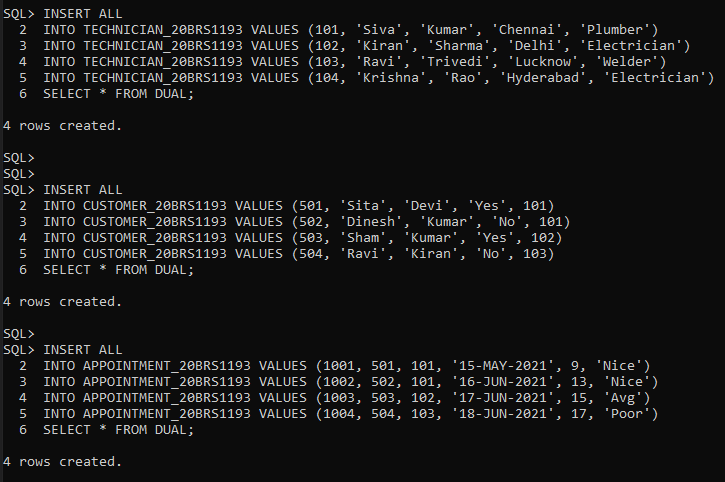 SQL> INSERT ALL
2 INTO TECHNICIAN_20BRS1193 VALUES (101, 'Siva', 'Kumar', 'Chennai', 'Plumber')
3 INTO TECHNICIAN_20BRS1193 VALUES (102, 'Kiran', 'Sharma', 'Delhi', 'Electrician')
4 INTO TECHNICIAN_20BRS1193 VALUES (103, 'Ravi', 'Trivedi', 'Lucknow', 'Welder')
5 INTO TECHNICIAN_20BRS1193 VALUES (104, 'Krishna', 'Rao', 'Hyderabad', 'Electrician')
6 SELECT * FROM DUAL;
4 rows created.
SQL>
SQL>
SQL> INSERT ALL
2 INTO CUSTOMER_20BRS1193 VALUES (501, 'Sita', 'Devi', 'Yes', 101)
3 INTO CUSTOMER_20BRS1193 VALUES (502, 'Dinesh', 'Kumar', 'No', 101)
4 INTO CUSTOMER_20BRS1193 VALUES (503, 'Sham', 'Kumar', 'Yes', 102)
5 INTO CUSTOMER_20BRS1193 VALUES (504, 'Ravi', 'Kiran', 'No', 103)
6 SELECT * FROM DUAL;
4 rows created.
SQL>
SQL> INSERT ALL
2 INTO APPOINTMENT_20BRS1193 VALUES (1001, 501, 101, '15-MAY-2021', 9, 'Nice')
3 INTO APPOINTMENT_20BRS1193 VALUES (1002, 502, 101, '16-JUN-2021', 13, 'Nice')
4 INTO APPOINTMENT_20BRS1193 VALUES (1003, 503, 102, '17-JUN-2021', 15, 'Avg')
5 INTO APPOINTMENT_20BRS1193 VALUES (1004, 504, 103, '18-JUN-2021', 17, 'Poor')
6 SELECT * FROM DUAL;
4 rows created.